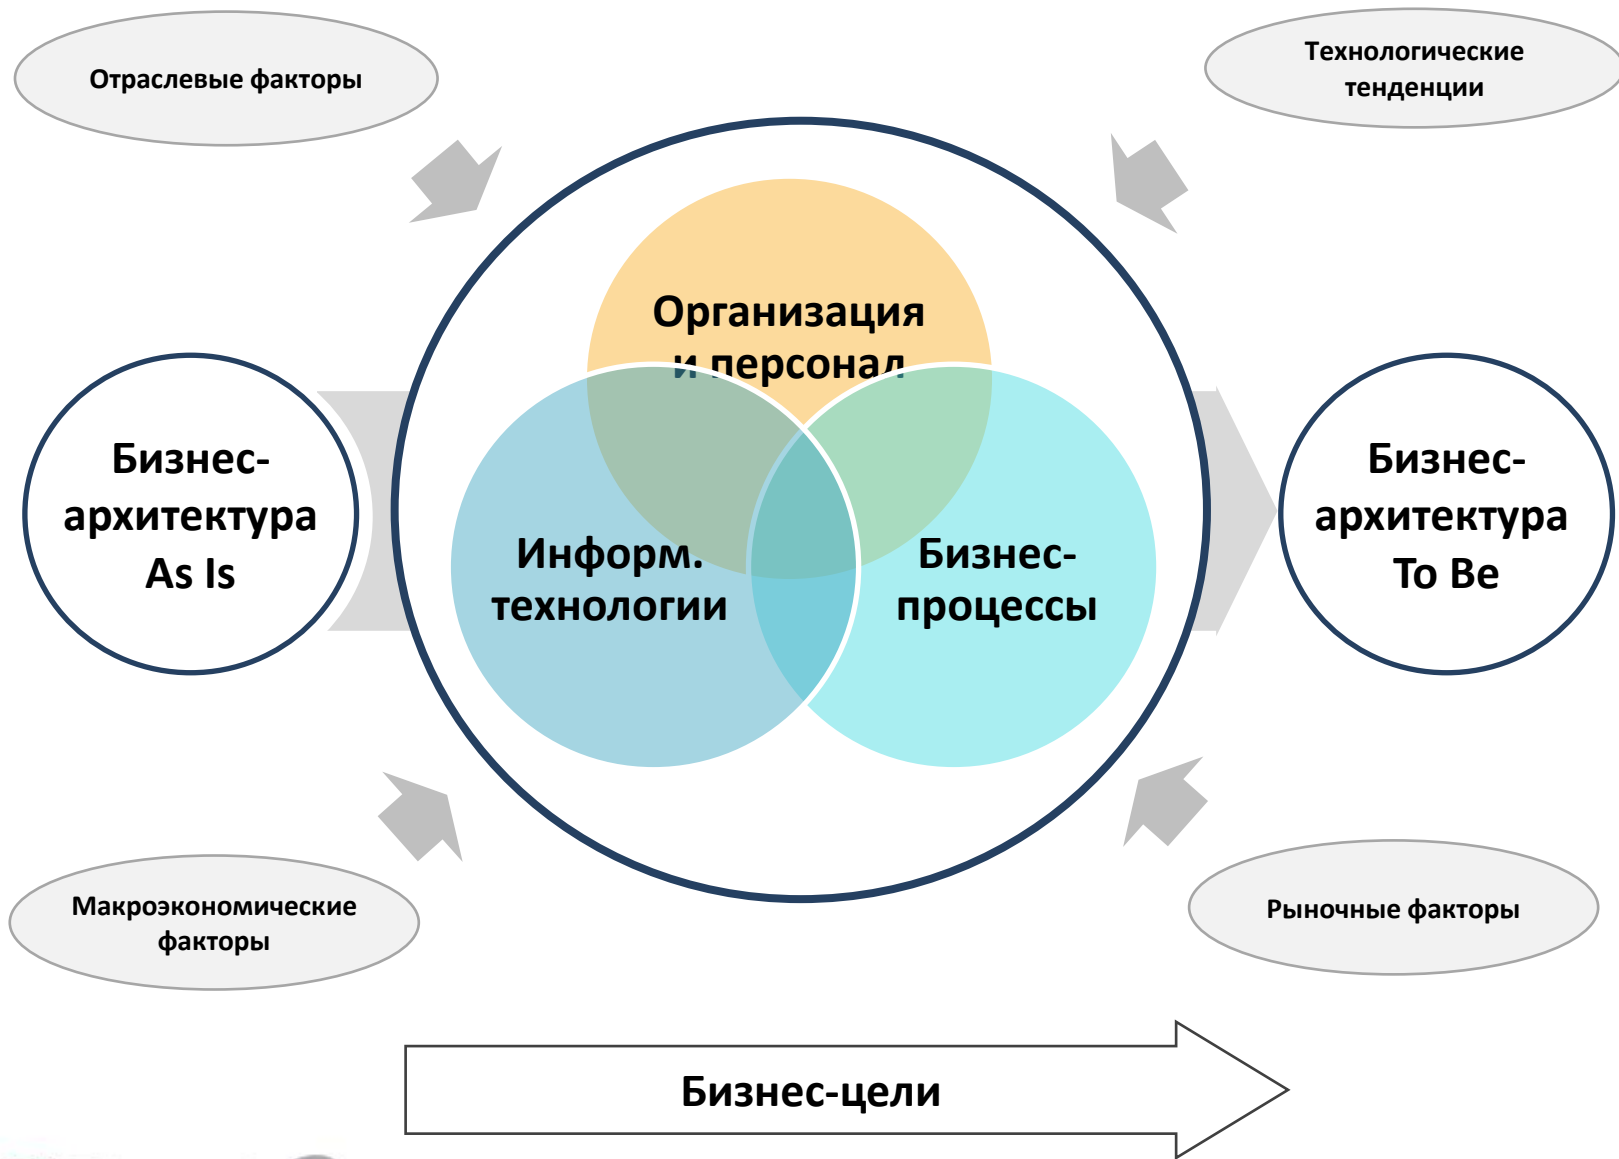 Отраслевые факторы
Технологические
тенденции
Организация
и персонал
Бизнес-
архитектура
As Is
Информ.
технологии
Бизнес-
процессы
Бизнес-
архитектура
To Be
Макроэкономические
факторы
Рыночные факторы
Бизнес-цели